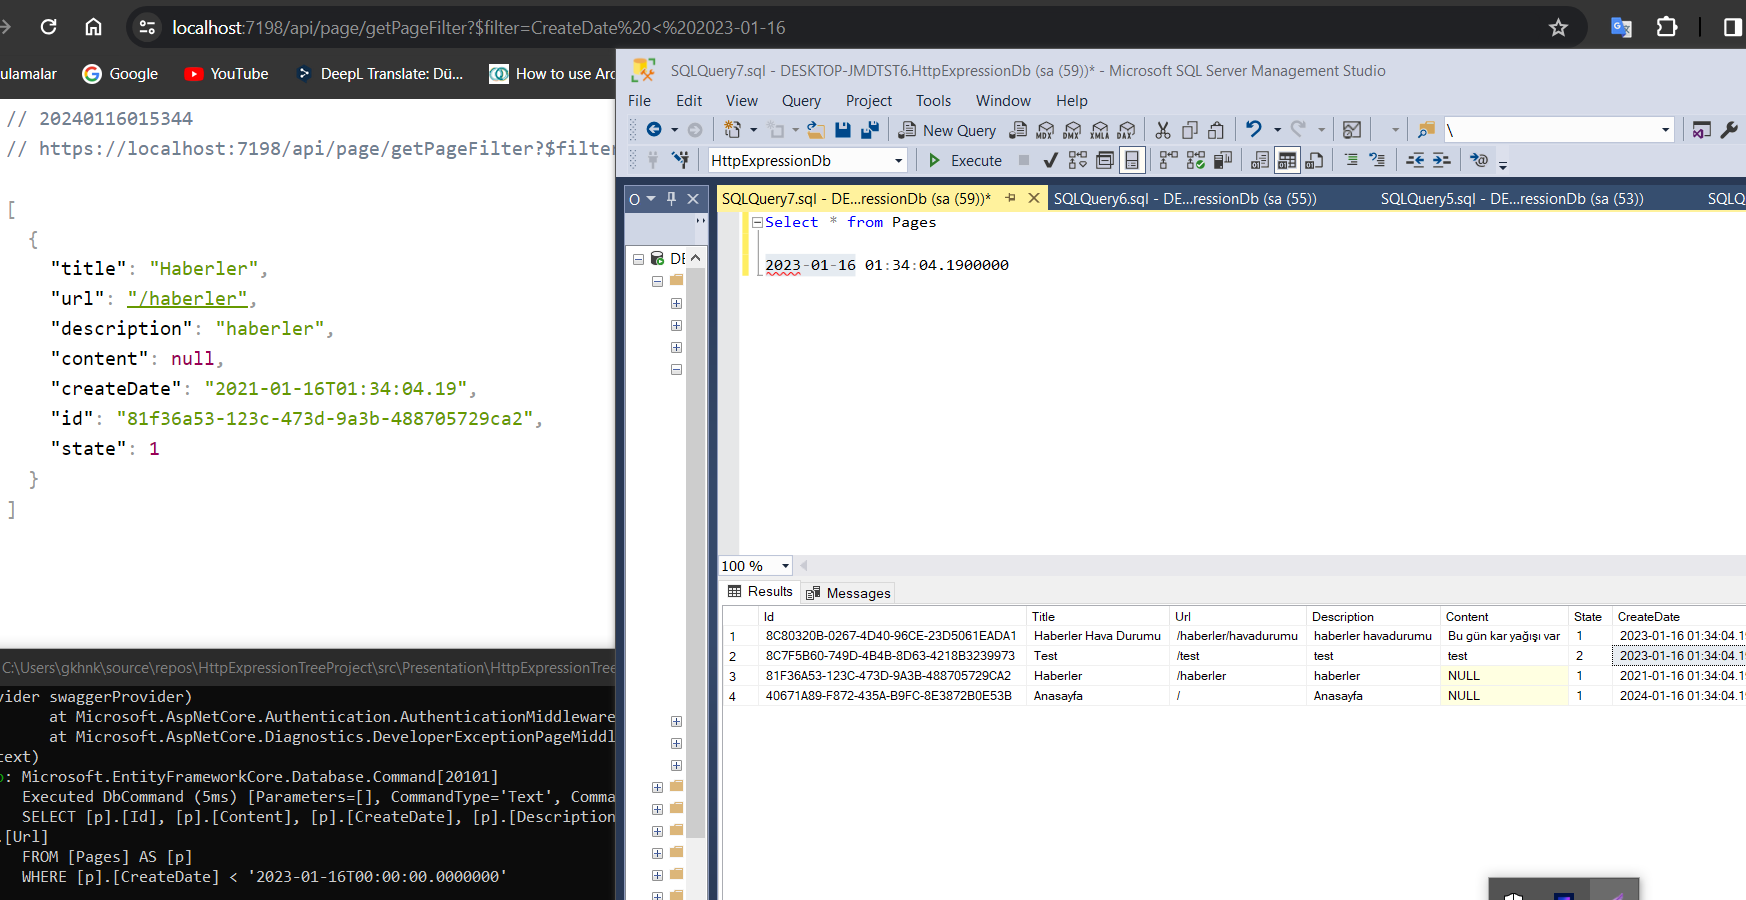 localhost:7198/api/page/getPageFilter?$filter=CreateDate%20<%202023-01-16
ulamalar
Google
YouTube
DeepL Translate: Dü...
How to use Arc
// 20240116015344
// https://localhost:7198/api/page/getPageFilter?$filter
[
{
"title": "Haberler",
"url": "/haberler",
"description": "haberler",
"content": null,
"createDate": "2021-01-16T01:34:04.19",
"id": "81f36a53-123c-473d-9a3b-488705729ca2",
"state": 1
}
]
C:\Users\gkhnk\source\repos\HttpExpressionTreeProject\src\Presentation\HttpExpressionTree
vider swaggerProvider)
at Microsoft.AspNetCore.Authentication.AuthenticationMiddleware
at Microsoft.AspNetCore.Diagnostics.DeveloperExceptionPageMiddl
text)
: Microsoft.EntityFrameworkCore.Database.Command[20101]
Executed DbCommand (5ms) [Parameters=[], CommandType='Text', Comma
SELECT [p].[Id], [p].[Content], [p].[CreateDate], [p].[Description
.[Url]
FROM [Pages] AS [p]
WHERE [p].[CreateDate] < '2023-01-16T00:00:00.0000000'
SQLQuery7.sql - DESKTOP-JMDTST6.HttpExpressionDb (sa (59))* - Microsoft SQL Server Management Studio
File Edit View Query Project Tools Window Help
New Query MDX DMX XMLA DAX \
HttpExpressionDb Execute
O
SQLQuery7.sql - DE...ressionDb (sa (59))* SQLQuery6.sql - DE...ressionDb (sa (55)) SQLQuery5.sql - DE...ressionDb (sa (53)) SQLQ
DE
Select * from Pages
2023-01-16 01:34:04.1900000
100 %
Results Messages
Id Title Url Description Content State CreateDate
1 8C80320B-0267-4D40-96CE-23D5061EADA1 Haberler Hava Durumu /haberler/havadurumu haberler havadurumu Bu gün kar yağışı var 1 2023-01-16 01:34:04.19
2 8C7F5B60-749D-4B4B-8D63-4218B3239973 Test /test test test 2 2023-01-16 01:34:04.19
3 81F36A53-123C-473D-9A3B-488705729CA2 Haberler /haberler haberler NULL 1 2021-01-16 01:34:04.19
4 40671A89-F872-435A-B9FC-8E3872B0E53B Anasayfa / Anasayfa NULL 1 2024-01-16 01:34:04.19